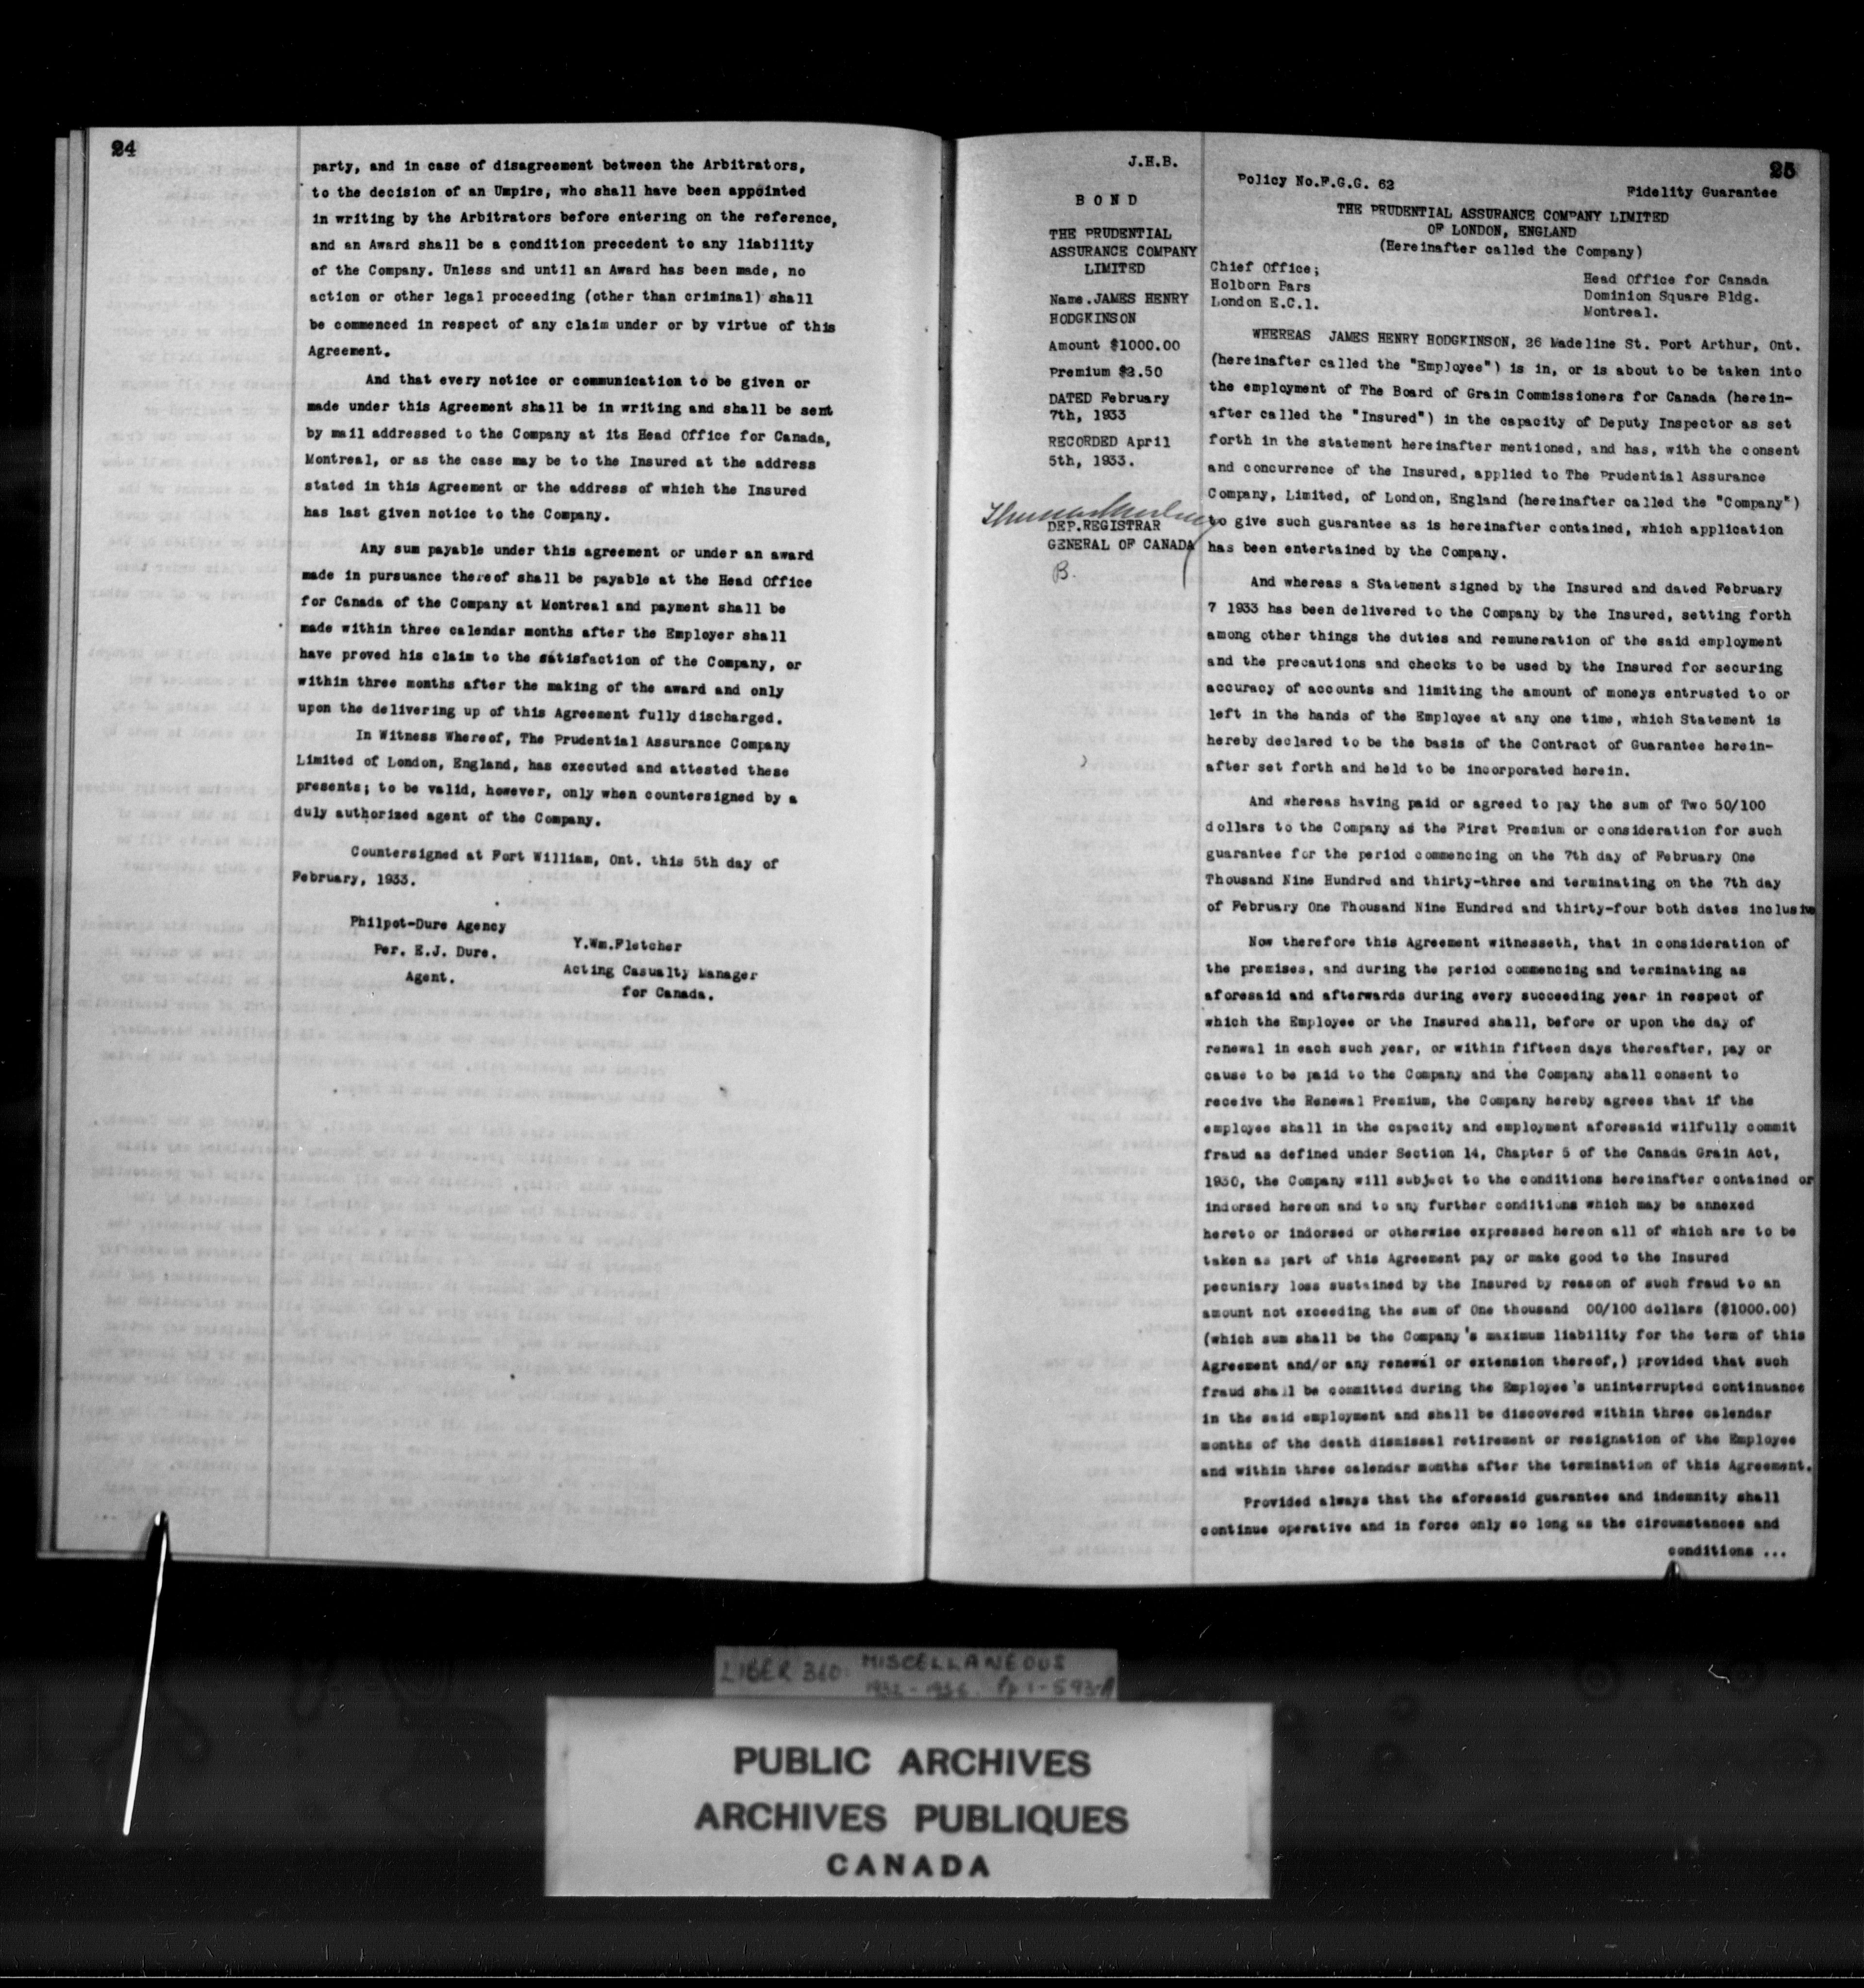 24
party, and in case of disagreement between the Arbitrators,
to the decision of an Umpire, who shall have been appointed
in writing by the Arbitrators before entering on the reference,
and an Award shall be a condition precedent to any liability
of the Company. Unless and until an Award has been made, no
action or other legal proceeding (other than criminal) shall
be commenced in respect of any claim under or by virtue of this
Agreement.
And that every notice or communication to be given or
made under this Agreement shall be in writing and shall be sent
by mail addressed to the Company at its Head Office for Canada,
Montreal, or as the case may be to the Insured at the address
stated in this Agreement or the address of which the Insured
has last given notice to the Company.
Any sum payable under this agreement or under an award
made in pursuance thereof shall be payable at the Head Office
for Canada of the Company at Montreal and payment shall be
made within three calendar months after the Employer shall
have proved his claim to the satisfaction of the Company, or
within three months after the making of the award and only
upon the delivering up of this Agreement fully discharged.
In Witness Whereof, The Prudential Assurance Company
Limited of London, England, has executed and attested these
presents; to be valid, however, only when countersigned by a
duly authorized agent of the Company.
Countersigned at Fort William, Ont. this 5th day of
February, 1933.
Philpot-Dure Agency
Per. E.J. Dure.
Agent.
Y.Wm.Fletcher
Acting Casualty Manager
for Canada.
J.H.B.
B O N D
THE PRUDENTIAL
ASSURANCE COMPANY
LIMITED
Name.JAMES HENRY
HODGKINSON
Amount $1000.00
Premium $2.50
DATED February
7th, 1933
RECORDED April
5th, 1933.
DEP.REGISTRAR
GENERAL OF CANADA
B.
25
Policy No.F.G.G. 62
Fidelity Guarantee
THE PRUDENTIAL ASSURANCE COMPANY LIMITED
OF LONDON, ENGLAND
(Hereinafter called the Company)
Chief Office;
Holborn Bars
London E.C.1.
Head Office for Canada
Dominion Square Bldg.
Montreal.
WHEREAS JAMES HENRY HODGKINSON, 26 Madeline St. Port Arthur, Ont.
(hereinafter called the "Employee") is in, or is about to be taken into
the employment of The Board of Grain Commissioners for Canada (herein-
after called the "Insured") in the capacity of Deputy Inspector as set
forth in the statement hereinafter mentioned, and has, with the consent
and concurrence of the Insured, applied to The Prudential Assurance
Company, Limited, of London, England (hereinafter called the "Company")
to give such guarantee as is hereinafter contained, which application
has been entertained by the Company.
And whereas a Statement signed by the Insured and dated February
7 1933 has been delivered to the Company by the Insured, setting forth
among other things the duties and remuneration of the said employment
and the precautions and checks to be used by the Insured for securing
accuracy of accounts and limiting the amount of moneys entrusted to or
left in the hands of the Employee at any one time, which Statement is
hereby declared to be the basis of the Contract of Guarantee herein-
after set forth and held to be incorporated herein.
And whereas having paid or agreed to pay the sum of Two 50/100
dollars to the Company as the First Premium or consideration for such
guarantee for the period commencing on the 7th day of February One
Thousand Nine Hundred and thirty-three and terminating on the 7th day
of February One Thousand Nine Hundred and thirty-four both dates inclusive
Now therefore this Agreement witnesseth, that in consideration of
the premises, and during the period commencing and terminating as
aforesaid and afterwards during every succeeding year in respect of
which the Employee or the Insured shall, before or upon the day of
renewal in each such year, or within fifteen days thereafter, pay or
cause to be paid to the Company and the Company shall consent to
receive the Renewal Premium, the Company hereby agrees that if the
employee shall in the capacity and employment aforesaid wilfully commit
fraud as defined under Section 14, Chapter 5 of the Canada Grain Act,
1930, the Company will subject to the conditions hereinafter contained or
indorsed hereon and to any further conditions which may be annexed
hereto or indorsed or otherwise expressed hereon all of which are to be
taken as part of this Agreement pay or make good to the Insured
pecuniary loss sustained by the Insured by reason of such fraud to an
amount not exceeding the sum of One thousand 00/100 dollars ($1000.00)
(which sum shall be the Company's maximum liability for the term of this
Agreement and/or any renewal or extension thereof,) provided that such
fraud shall be committed during the Employee's uninterrupted continuance
in the said employment and shall be discovered within three calendar
months of the death dismissal retirement or resignation of the Employee
and within three calendar months after the termination of this Agreement.
Provided always that the aforesaid guarantee and indemnity shall
continue operative and in force only so long as the circumstances and
conditions ...
LIBER 360: MISCELLANEOUS
1932-1936. Pp 1-593A
PUBLIC ARCHIVES
ARCHIVES PUBLIQUES
CANADA